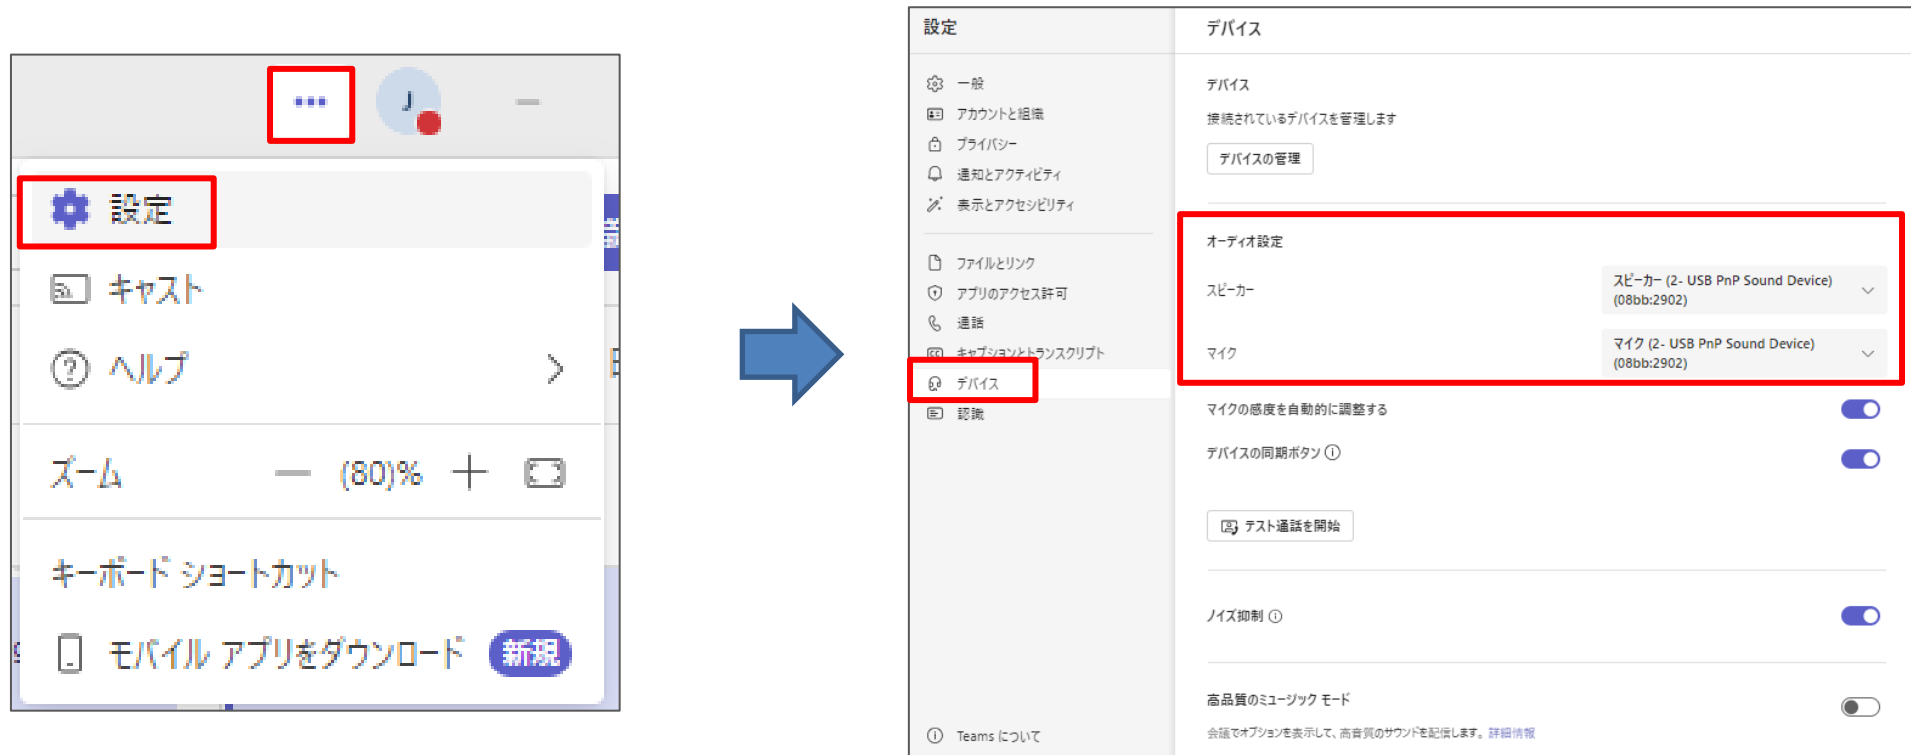 J
設定
キャスト
ヘルプ
ズーム
(80)%
キーボード ショートカット
モバイル アプリをダウンロード
新規
設定
一般
アカウントと組織
プライバシー
通知とアクティビティ
表示とアクセシビリティ
ファイルとリンク
アプリのアクセス許可
通話
キャプションとトランスクリプト
デバイス
認識
Teams について
デバイス
デバイス
接続されているデバイスを管理します
デバイスの管理
オーディオ設定
スピーカー
スピーカー (2- USB PnP Sound Device)
(08bb:2902)
マイク
マイク (2- USB PnP Sound Device)
(08bb:2902)
マイクの感度を自動的に調整する
デバイスの同期ボタン
テスト通話を開始
ノイズ抑制
高品質のミュージック モード
会議でオプションを表示して、高音質のサウンドを配信します。 詳細情報